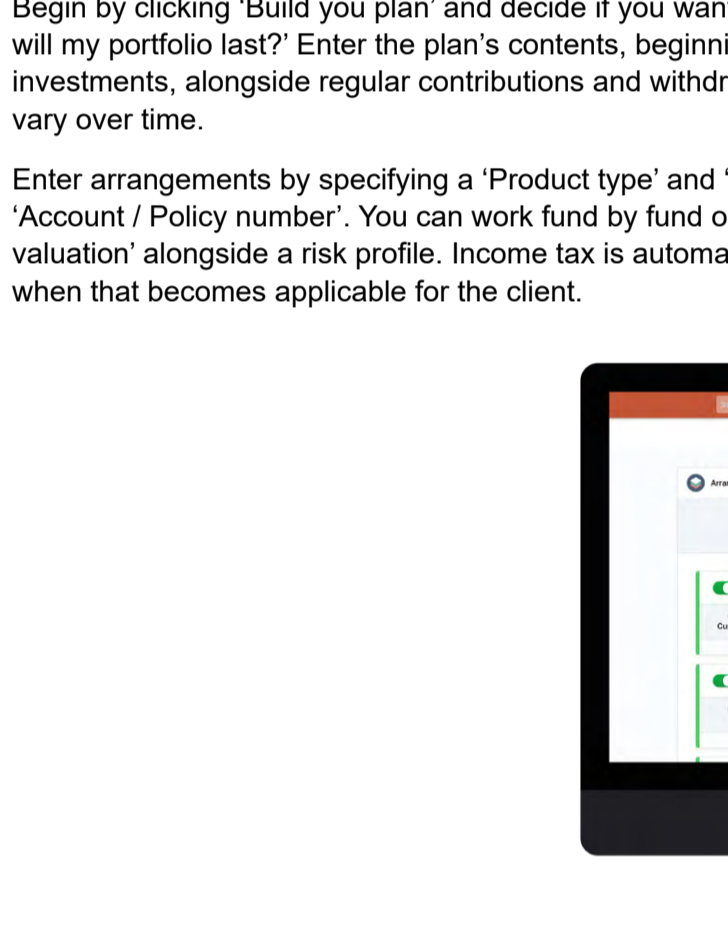 Begin by clicking ‘Build you plan’ and decide if you wan
will my portfolio last?’ Enter the plan’s contents, beginni
investments, alongside regular contributions and withdr
vary over time.
Enter arrangements by specifying a ‘Product type’ and ‘
‘Account / Policy number’. You can work fund by fund o
valuation’ alongside a risk profile. Income tax is automa
when that becomes applicable for the client.
Arra
Cu